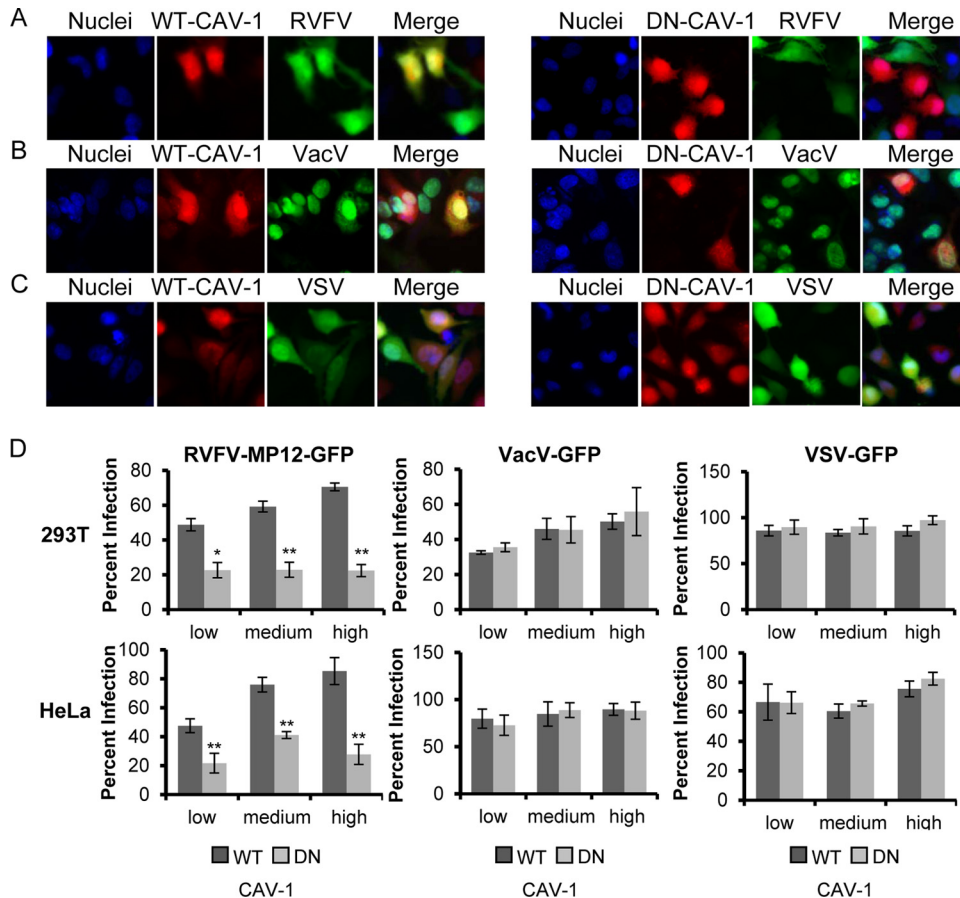 A
Nuclei WT-CAV-1 RVFV Merge
Nuclei DN-CAV-1 RVFV Merge
B
Nuclei WT-CAV-1 VacV Merge
Nuclei DN-CAV-1 VacV Merge
C
Nuclei WT-CAV-1 VSV Merge
Nuclei DN-CAV-1 VSV Merge
D
RVFV-MP12-GFP
VacV-GFP
VSV-GFP
293T
Percent Infection
80
60
40
20
0
* ** **
low medium high
Percent Infection
80
60
40
20
0
low medium high
Percent Infection
150
100
50
0
low medium high
HeLa
Percent Infection
100
80
60
40
20
0
** ** **
low medium high
Percent Infection
150
100
50
0
low medium high
Percent Infection
100
80
60
40
20
0
low medium high
WT DN
CAV-1
WT DN
CAV-1
WT DN
CAV-1